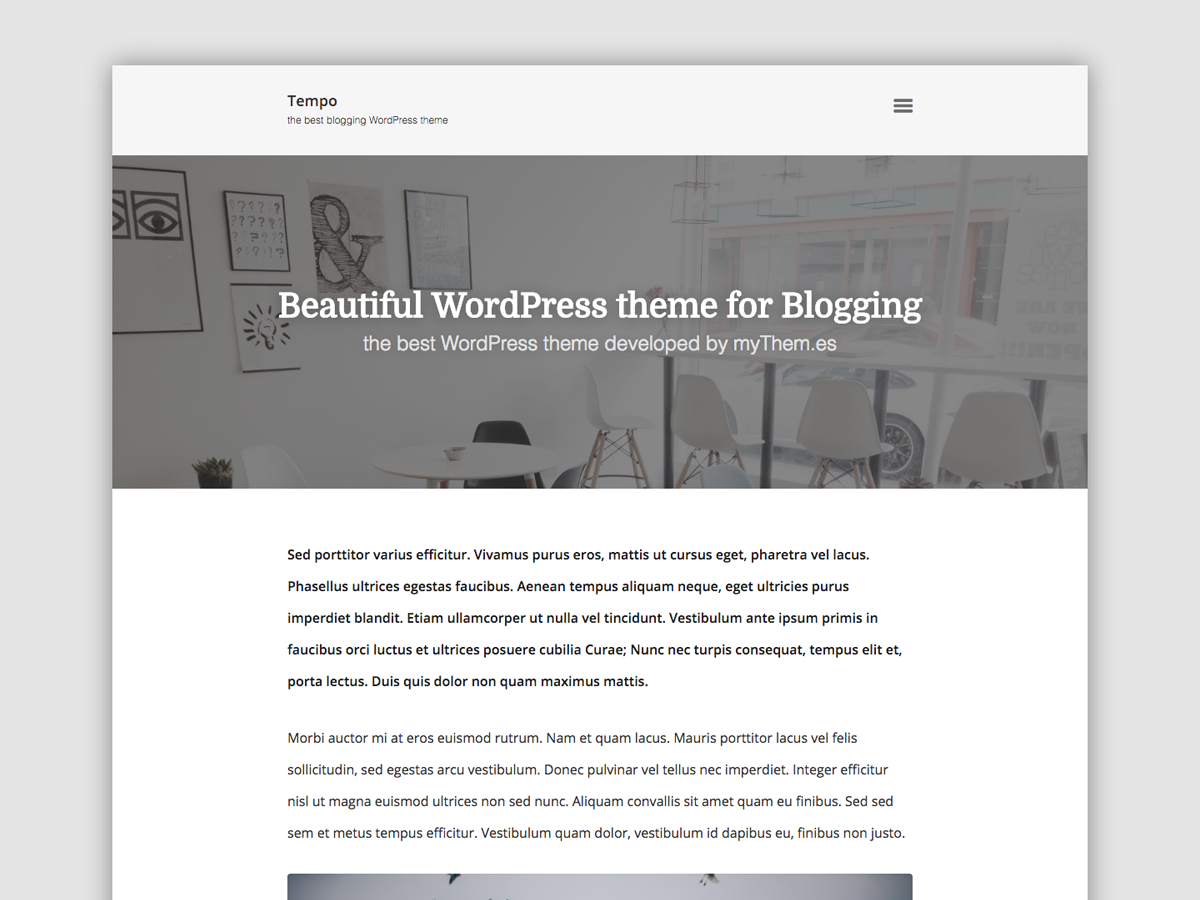 Tempo
the best blogging WordPress theme
&
Beautiful WordPress theme for Blogging
the best WordPress theme developed by myThem.es
WE ARE
NOW
OPEN!!!
Sed porttitor varius efficitur. Vivamus purus eros, mattis ut cursus eget, pharetra vel lacus.
Phasellus ultrices egestas faucibus. Aenean tempus aliquam neque, eget ultricies purus
imperdiet blandit. Etiam ullamcorper ut nulla vel tincidunt. Vestibulum ante ipsum primis in
faucibus orci luctus et ultrices posuere cubilia Curae; Nunc nec turpis consequat, tempus elit et,
porta lectus. Duis quis dolor non quam maximus mattis.
Morbi auctor mi at eros euismod rutrum. Nam et quam lacus. Mauris porttitor lacus vel felis
sollicitudin, sed egestas arcu vestibulum. Donec pulvinar vel tellus nec imperdiet. Integer efficitur
nisl ut magna euismod ultrices non sed nunc. Aliquam convallis sit amet quam eu finibus. Sed sed
sem et metus tempus efficitur. Vestibulum quam dolor, vestibulum id dapibus eu, finibus non justo.